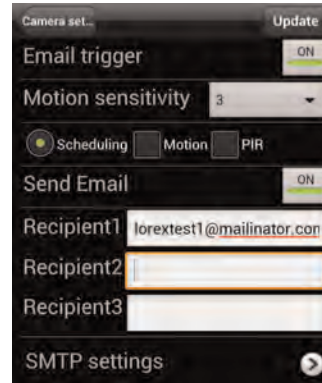 Camera set... Update
Email trigger ON
Motion sensitivity 3
Scheduling Motion PIR
Send Email ON
Recipient1 lorextest1@mailinator.con
Recipient2
Recipient3
SMTP settings